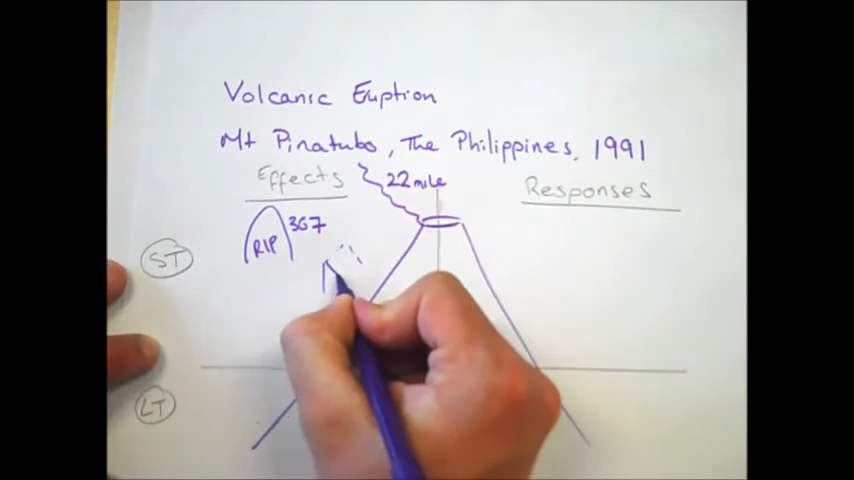 Volcanic Euption
Mt Pinatubo, The Philippines. 1991
Effects
22 mile
Responses
RIP
367
ST
LT